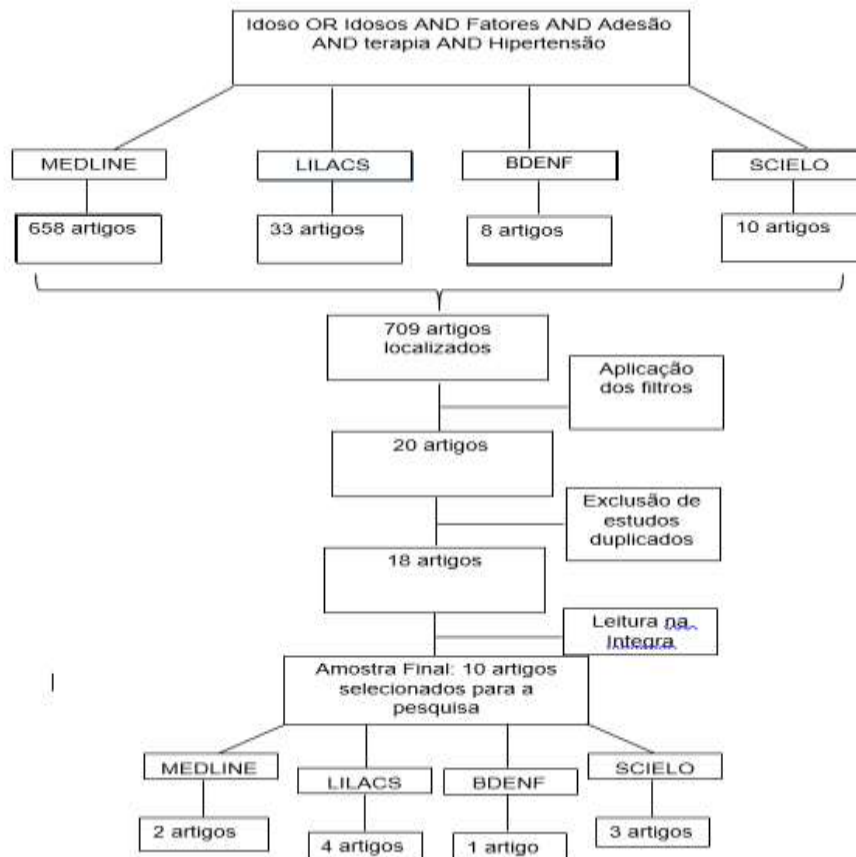 Idoso OR Idosos AND Fatores AND Adesão
AND terapia AND Hipertensão
MEDLINE
LILACS
BDENF
SCIELO
658 artigos
33 artigos
8 artigos
10 artigos
709 artigos
localizados
Aplicação
dos filtros
20 artigos
Exclusão de
estudos
duplicados
18 artigos
Leitura na
Integra
Amostra Final: 10 artigos
selecionados para a
pesquisa
MEDLINE
LILACS
BDENF
SCIELO
2 artigos
4 artigos
1 artigo
3 artigos